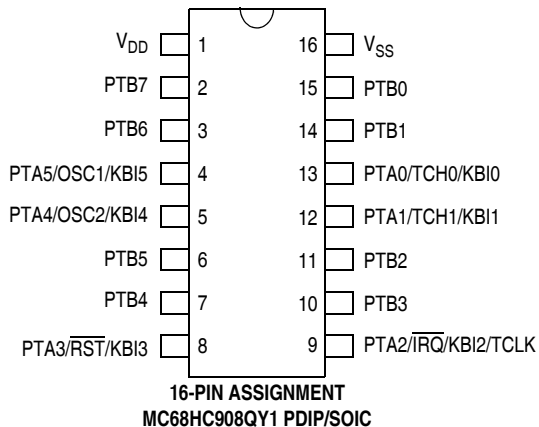 VDD 1 16 VSS
PTB7 2 15 PTB0
PTB6 3 14 PTB1
PTA5/OSC1/KBI5 4 13 PTA0/TCH0/KBI0
PTA4/OSC2/KBI4 5 12 PTA1/TCH1/KBI1
PTB5 6 11 PTB2
PTB4 7 10 PTB3
PTA3/R̅S̅T̅/KBI3 8 9 PTA2/I̅R̅Q̅/KBI2/TCLK
16-PIN ASSIGNMENT
MC68HC908QY1 PDIP/SOIC